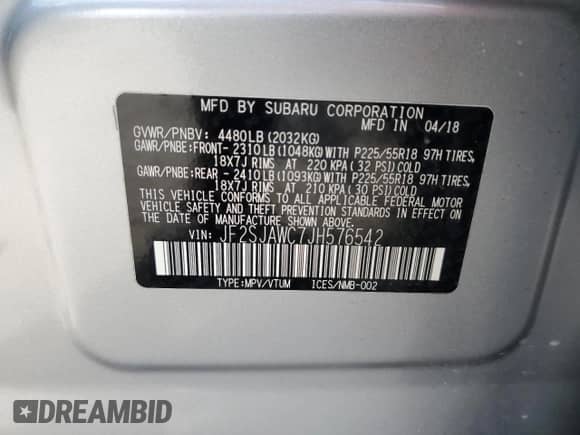 MFD BY SUBARU CORPORATION
MFD IN 04/18
GVWR/PNBV: 4480LB(2032KG)
GAWR/PNBE:FRONT- 2310LB(1048KG)WITH P225/55R18 97H TIRES,
18X7J RIMS AT 220 KPA( 32 PSI)COLD
GAWR/PNBE:REAR - 2410LB(1093KG)WITH P225/55R18 97H TIRES,
18X7J RIMS AT 210 KPA( 30 PSI)COLD
THIS VEHICLE CONFORMS TO ALL APPLICABLE FEDERAL MOTOR
VEHICLE SAFETY AND THEFT PREVENTION STANDARDS IN EFFECT ON
THE DATE OF MANUFACTURE SHOWN ABOVE.
VIN: JF2SJAWC7JH576542
TYPE:MPV/VTUM ICES/NMB-002
DREAMBID